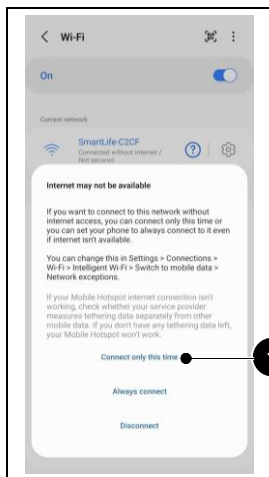 Wi-Fi
On
Current network
SmartLife-C2CF
Connected without internet /
Not secured
Internet may not be available
If you want to connect to this network without
internet access, you can connect only this time or
you can set your phone to always connect to it even
if internet isn't available.
You can change this in Settings > Connections >
Wi-Fi > Intelligent Wi-Fi > Switch to mobile data >
Network exceptions.
If your Mobile Hotspot internet connection isn't
working, check whether your service provider
measures tethering data separately from other
mobile data. If you don't have any tethering data left,
your Mobile Hotspot won't work.
Connect only this time
Always connect
Disconnect